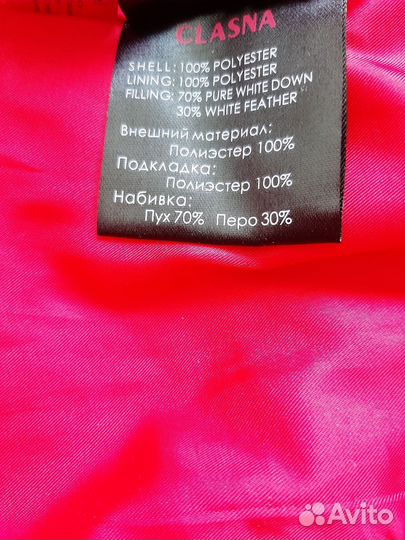 CLASNA
SHELL: 100% POLYESTER
LINING: 100% POLYESTER
FILLING: 70% PURE WHITE DOWN
30% WHITE FEATHER
Внешний материал:
Полиэстер 100%
Подкладка:
Полиэстер 100%
Набивка:
Пух 70% Перо 30%
Avito